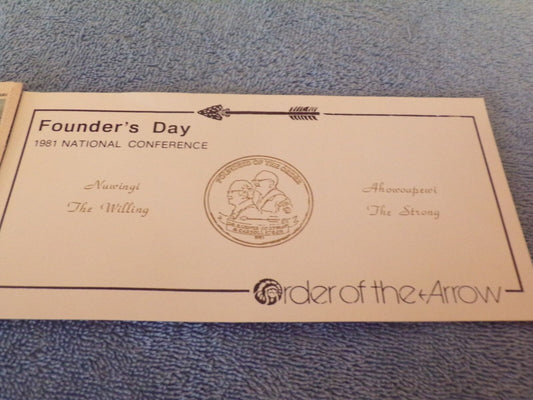 Founder's Day
1981 NATIONAL CONFERENCE
Nuwingi
The Willing
FOUNDERS OF THE ORDER
Ahowoapewi
The Strong
Order of the Arrow